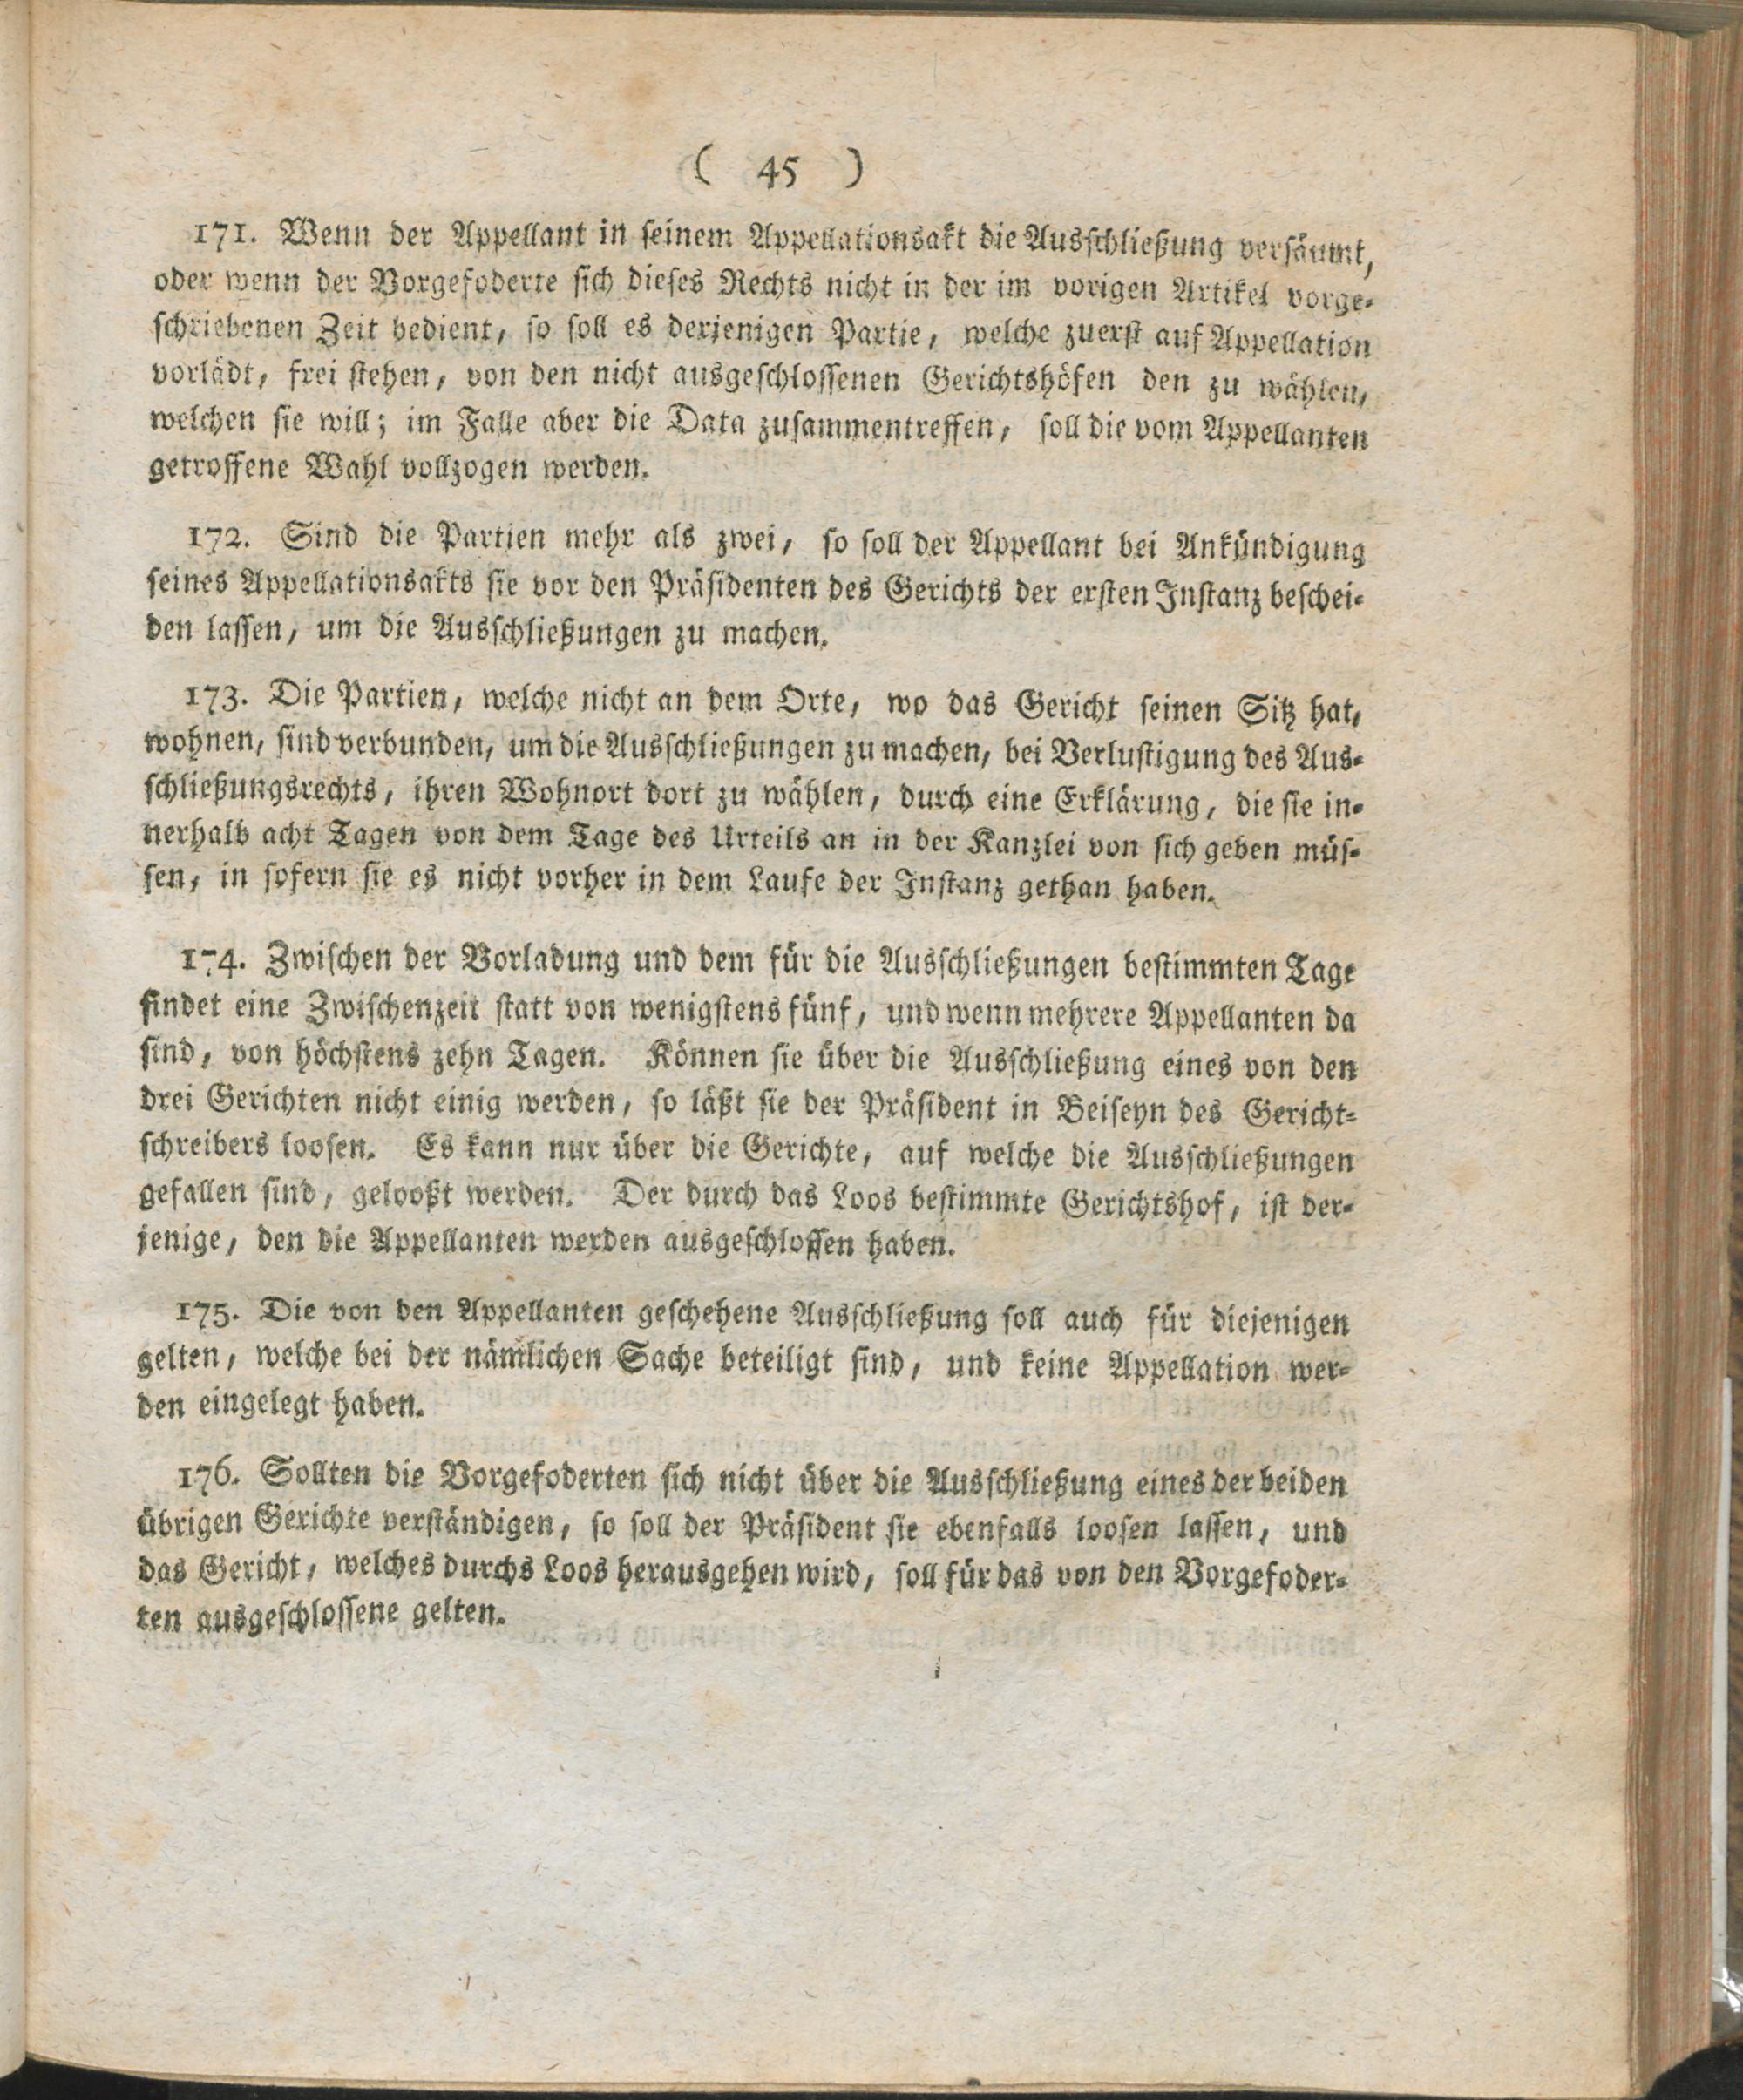 ( 45 )
171. Wenn der Appellant in seinem Appellationsakt die Ausschließung versäumt,
oder wenn der Vorgefoderte sich dieses Rechts nicht in der im vorigen Artikel vorge-
schriebenen Zeit bedient, so soll es derjenigen Partie, welche zuerst auf Appellation
vorlädt, frei stehen, von den nicht ausgeschlossenen Gerichtshöfen den zu wählen,
welchen sie will; im Falle aber die Data zusammentreffen, soll die vom Appellanten
getroffene Wahl vollzogen werden.
172. Sind die Partien mehr als zwei, so soll der Appellant bei Ankündigung
seines Appellationsakts sie vor den Präsidenten des Gerichts der ersten Instanz beschei-
den lassen, um die Ausschließungen zu machen.
173. Die Partien, welche nicht an dem Orte, wo das Gericht seinen Sitz hat,
wohnen, sind verbunden, um die Ausschließungen zu machen, bei Verlustigung des Aus-
schließungsrechts, ihren Wohnort dort zu wählen, durch eine Erklärung, die sie in-
nerhalb acht Tagen von dem Tage des Urteils an in der Kanzlei von sich geben müs-
sen, in sofern sie es nicht vorher in dem Laufe der Instanz gethan haben.
174. Zwischen der Vorladung und dem für die Ausschließungen bestimmten Tage
findet eine Zwischenzeit statt von wenigstens fünf, und wenn mehrere Appellanten da
sind, von höchstens zehn Tagen. Können sie über die Ausschließung eines von den
drei Gerichten nicht einig werden, so läßt sie der Präsident in Beiseyn des Gericht-
schreibers loosen. Es kann nur über die Gerichte, auf welche die Ausschließungen
gefallen sind, gelooßt werden. Der durch das Loos bestimmte Gerichtshof, ist der-
jenige, den die Appellanten werden ausgeschlossen haben.
175. Die von den Appellanten geschehene Ausschließung soll auch für diejenigen
gelten, welche bei der nämlichen Sache beteiligt sind, und keine Appellation wer-
den eingelegt haben.
176. Sollten die Vorgefoderten sich nicht über die Ausschließung eines der beiden
übrigen Gerichte verständigen, so soll der Präsident sie ebenfalls loosen lassen, und
das Gericht, welches durchs Loos herausgehen wird, soll für das von den Vorgefoder-
ten ausgeschlossene gelten.